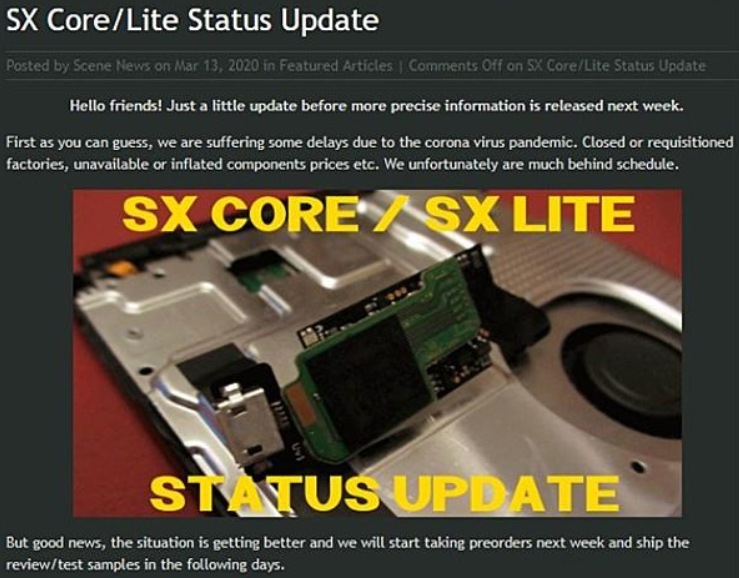 SX Core/Lite Status Update
Posted by Scene News on Mar 13, 2020 in Featured Articles | Comments Off on SX Core/Lite Status Update
Hello friends! Just a little update before more precise information is released next week.
First as you can guess, we are suffering some delays due to the corona virus pandemic. Closed or requisitioned
factories, unavailable or inflated components prices etc. We unfortunately are much behind schedule.
SX CORE / SX LITE
STATUS UPDATE
But good news, the situation is getting better and we will start taking preorders next week and ship the
review/test samples in the following days.